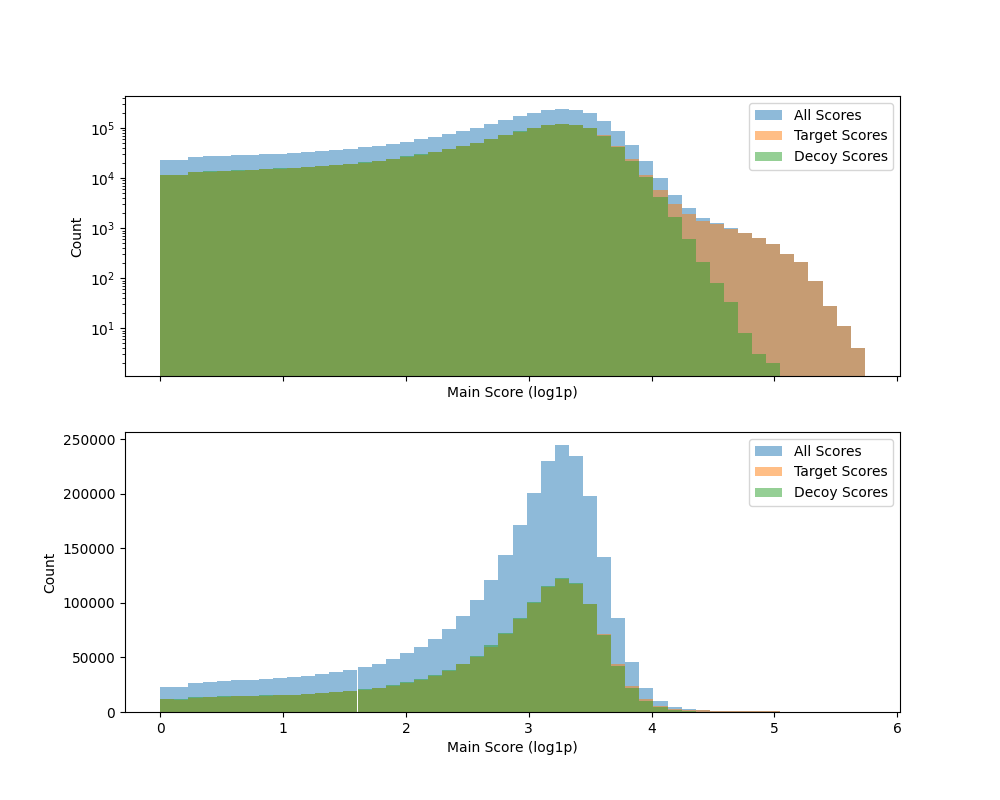 All Scores
Target Scores
Decoy Scores
Count
10^5
10^4
10^3
10^2
10^1
Main Score (log1p)
All Scores
Target Scores
Decoy Scores
Count
250000
200000
150000
100000
50000
0
0 1 2 3 4 5 6
Main Score (log1p)